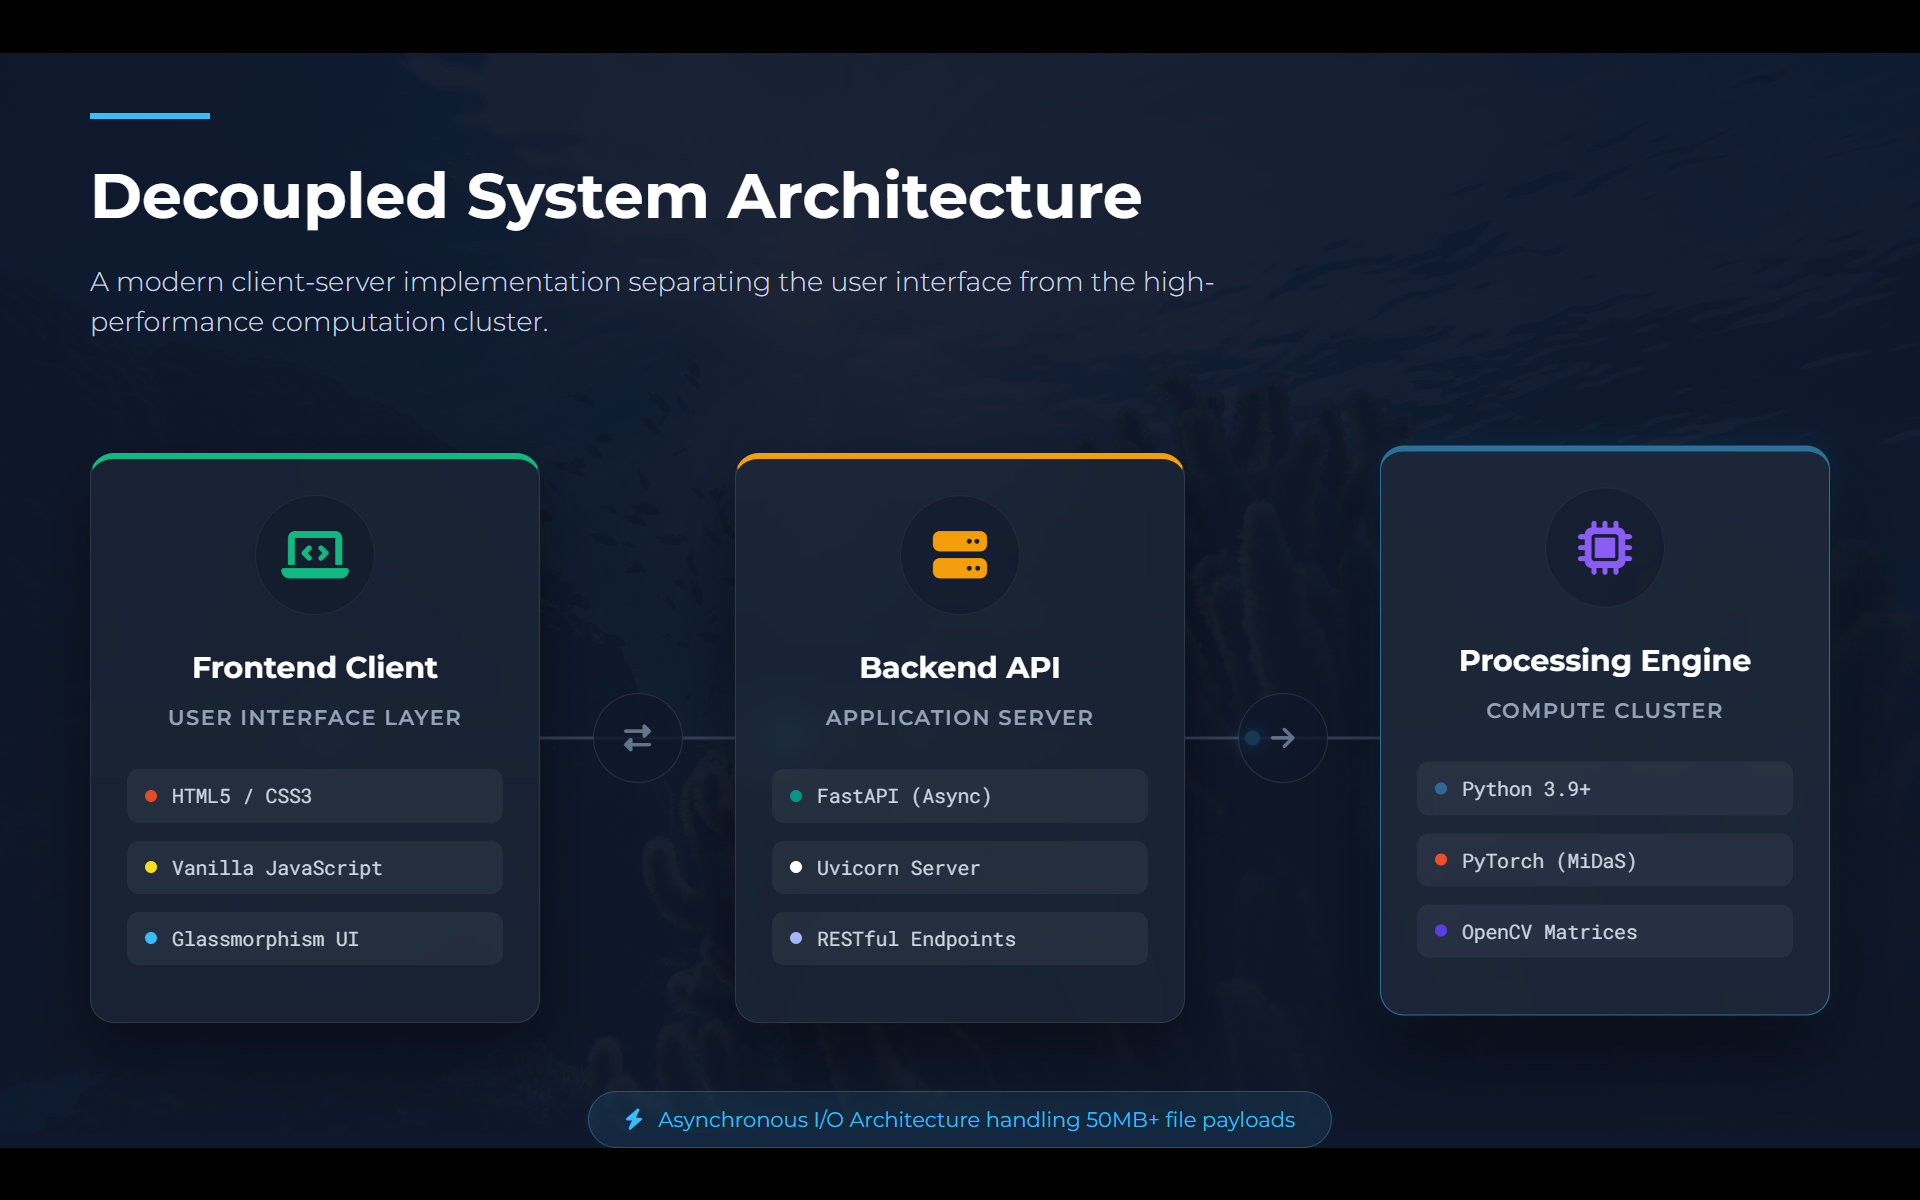 Decoupled System Architecture
A modern client-server implementation separating the user interface from the high-
performance computation cluster.
Frontend Client
USER INTERFACE LAYER
HTML5 / CSS3
Vanilla JavaScript
Glassmorphism UI
Backend API
APPLICATION SERVER
FastAPI (Async)
Uvicorn Server
RESTful Endpoints
Processing Engine
COMPUTE CLUSTER
Python 3.9+
PyTorch (MiDaS)
OpenCV Matrices
Asynchronous I/O Architecture handling 50MB+ file payloads